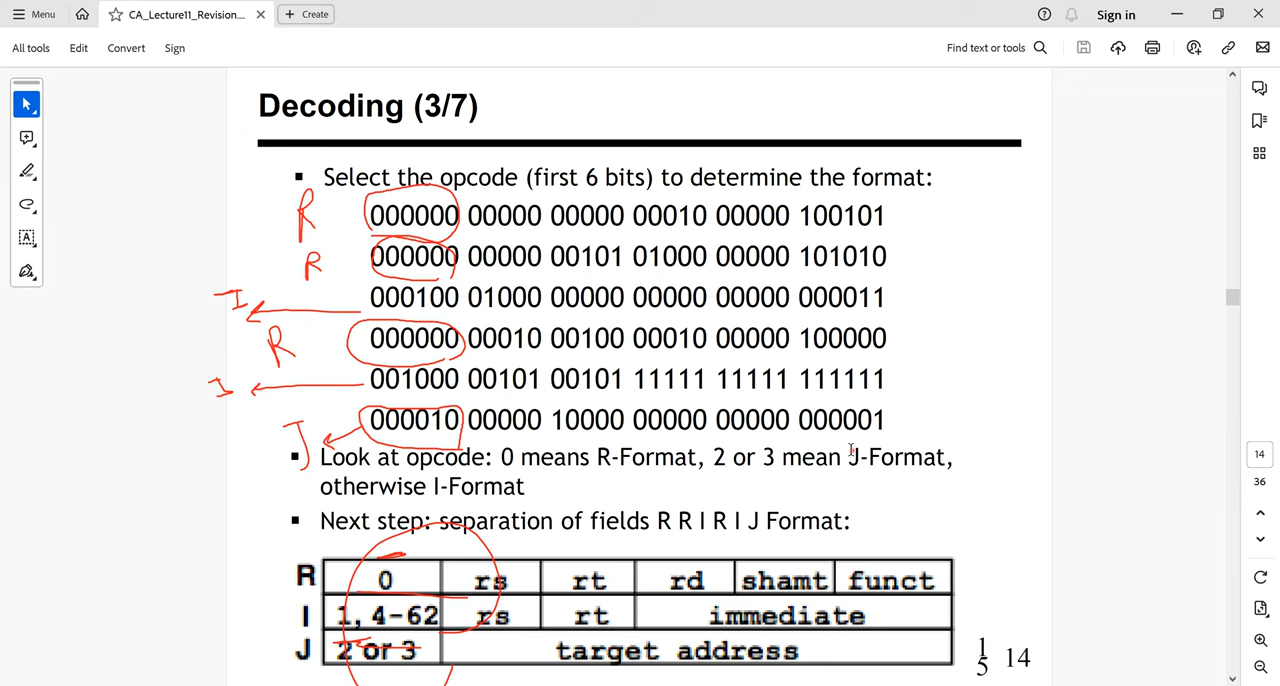 Menu CA_Lecture11_Revision... Create Sign in
All tools Edit Convert Sign Find text or tools
Decoding (3/7)
▪ Select the opcode (first 6 bits) to determine the format:
R 000000 00000 00000 00010 00000 100101
R 000000 00000 00101 01000 00000 101010
I 000100 01000 00000 00000 00000 000011
R 000000 00010 00100 00010 00000 100000
I 001000 00101 00101 11111 11111 111111
J 000010 00000 10000 00000 00000 000001
▪ Look at opcode: 0 means R-Format, 2 or 3 mean J-Format,
otherwise I-Format
▪ Next step: separation of fields R R I R I J Format:
R 0 rs rt rd shamt funct
I 1, 4-62 rs rt immediate
J 2 or 3 target address
1
5 14
14
36